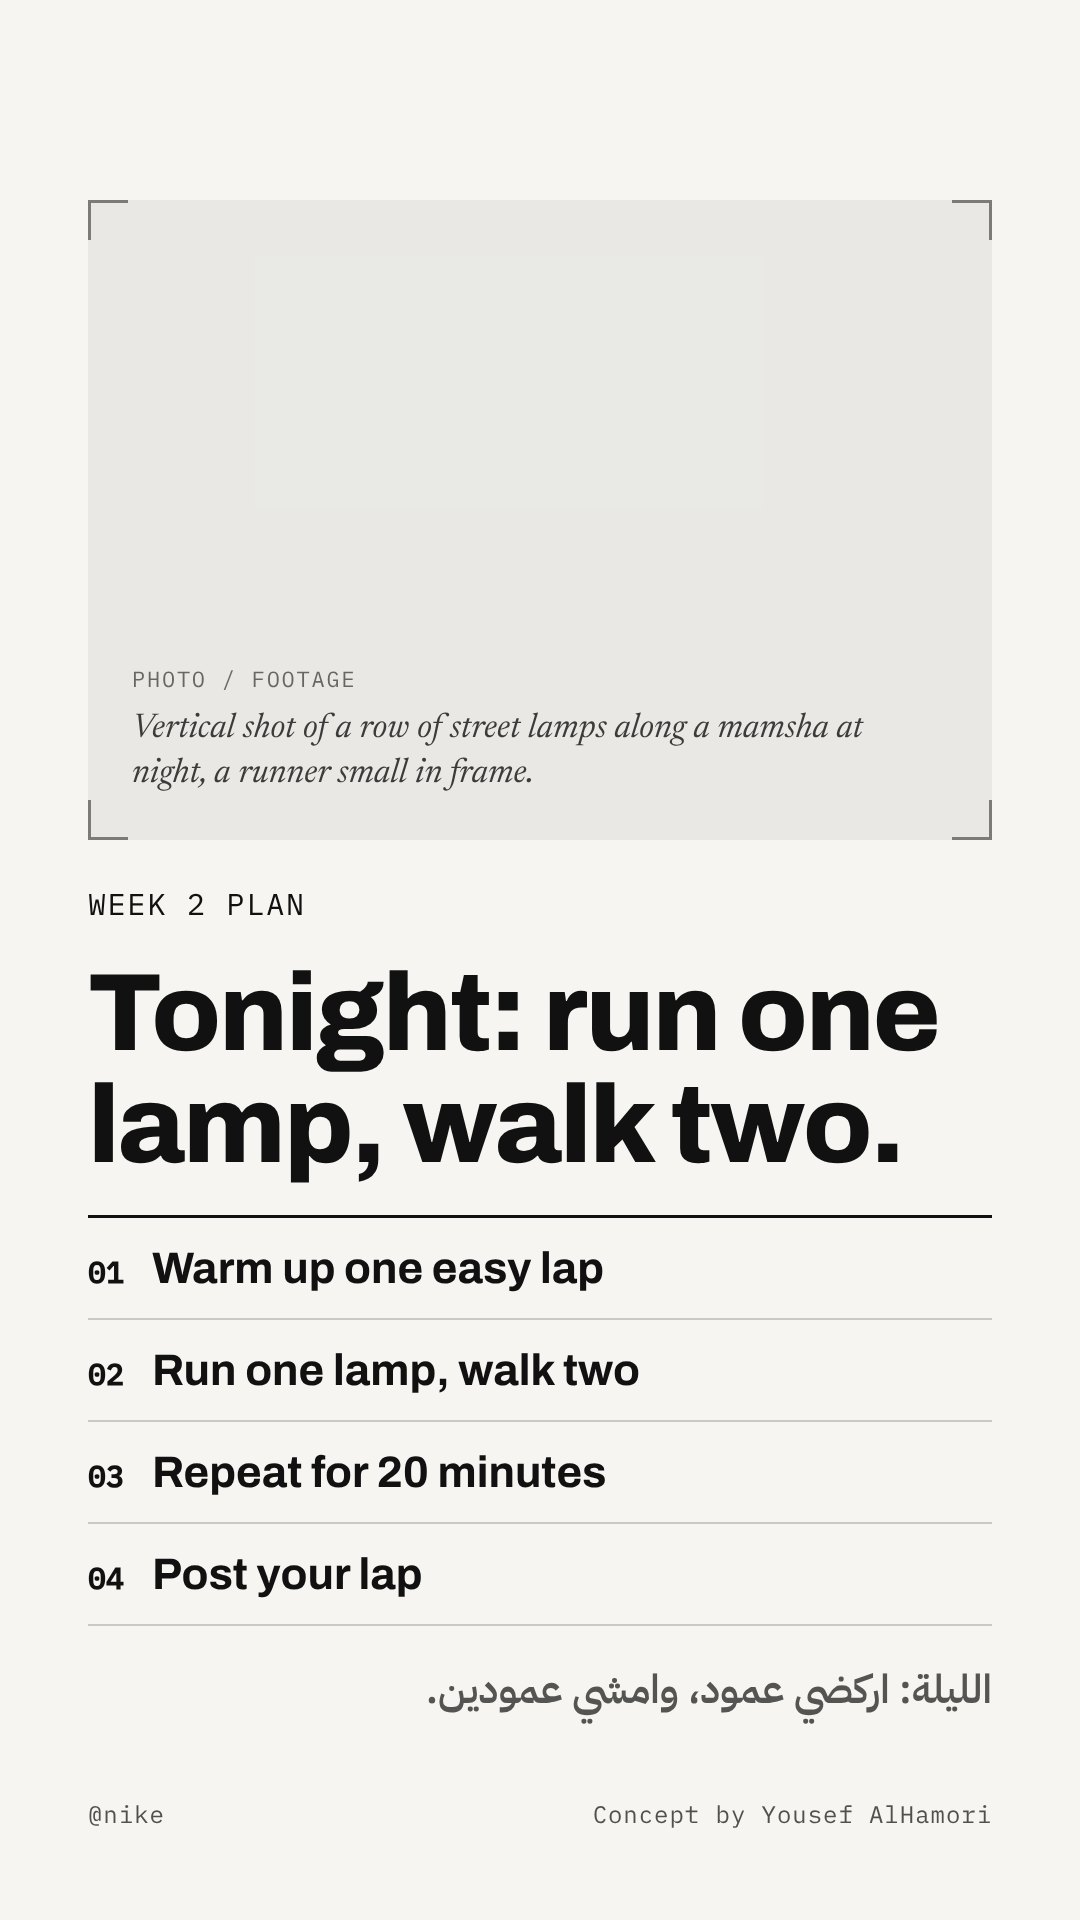 PHOTO / FOOTAGE
Vertical shot of a row of street lamps along a mamsha at
night, a runner small in frame.
WEEK 2 PLAN
Tonight: run one
lamp, walk two.
01 Warm up one easy lap
02 Run one lamp, walk two
03 Repeat for 20 minutes
04 Post your lap
الليلة: اركضي عمود، وامشي عمودين.
@nike
Concept by Yousef AlHamori